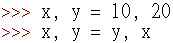 >>> x, y = 10, 20
>>> x, y = y, x